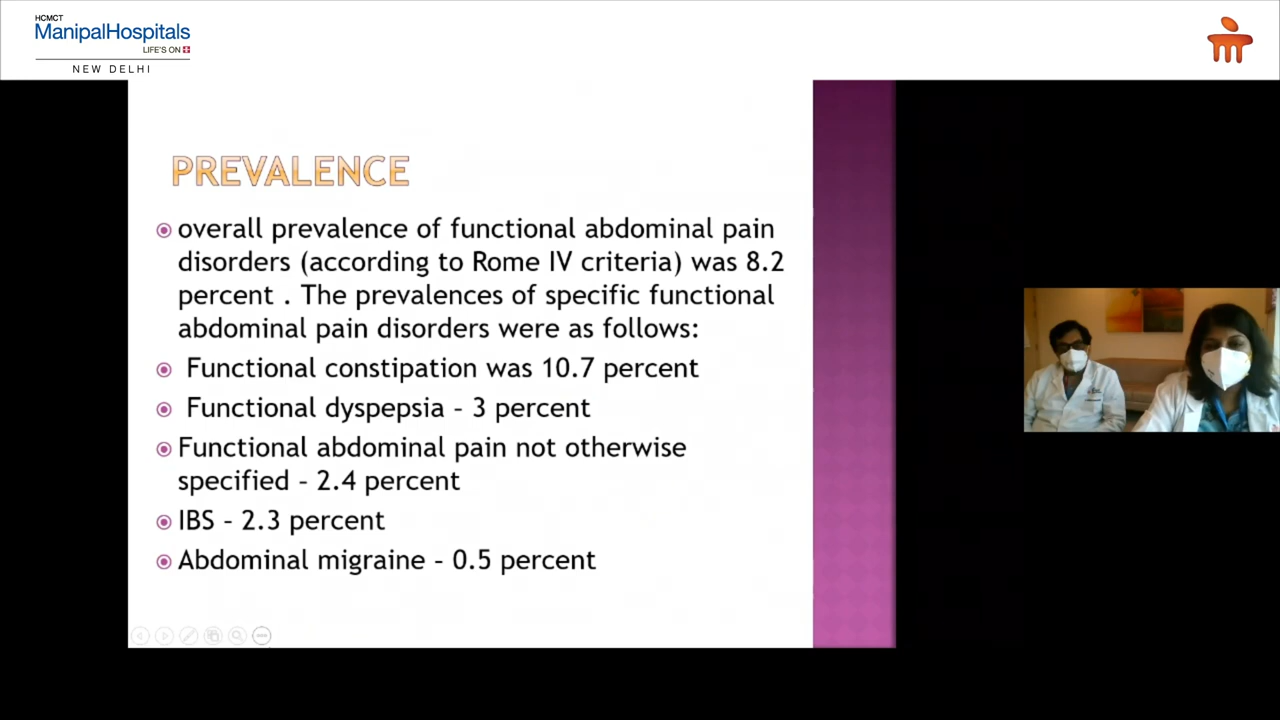 HCMCT
ManipalHospitals
LIFE'S ON
NEW DELHI
PREVALENCE
overall prevalence of functional abdominal pain
disorders (according to Rome IV criteria) was 8.2
percent . The prevalences of specific functional
abdominal pain disorders were as follows:
Functional constipation was 10.7 percent
Functional dyspepsia – 3 percent
Functional abdominal pain not otherwise
specified – 2.4 percent
IBS – 2.3 percent
Abdominal migraine – 0.5 percent